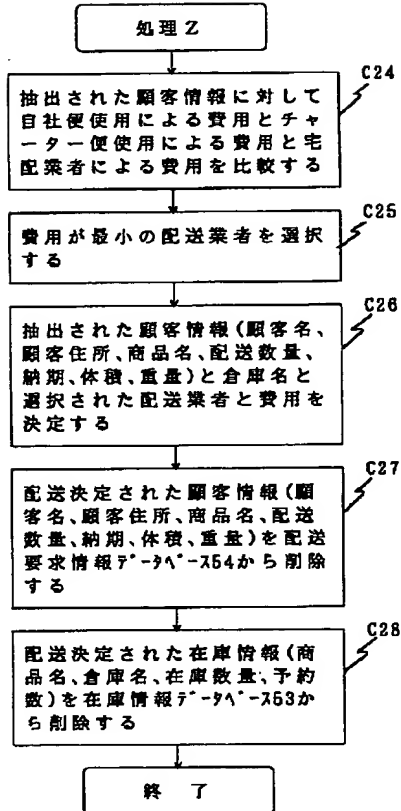 処理Z
C24
抽出された顧客情報に対して
自社便使用による費用とチャ
ーター便使用による費用と宅
配業者による費用を比較する
C25
費用が最小の配送業者を選択
する
C26
抽出された顧客情報(顧客名、
顧客住所、商品名、配送数量、
納期、体積、重量)と倉庫名と
選択された配送業者と費用を
決定する
C27
配送決定された顧客情報(顧
客名、顧客住所、商品名、配送
数量、納期、体積、重量)を配送
要求情報データベース54から削除
する
C28
配送決定された在庫情報(商
品名、倉庫名、在庫数量、予約
数)を在庫情報データベース53か
ら削除する
終了